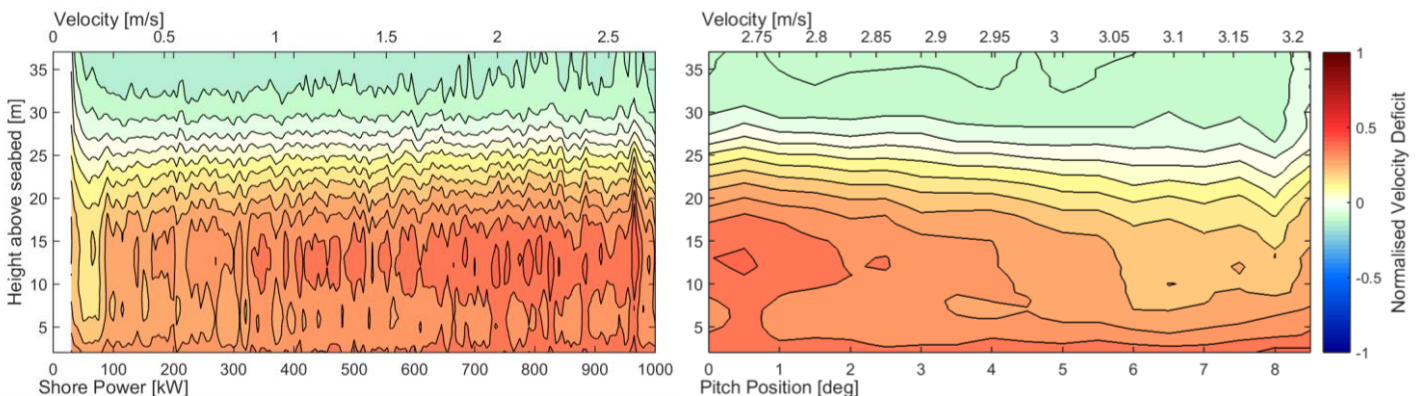 Velocity [m/s]
0 0.5 1 1.5 2 2.5
Height above seabed [m]
35
30
25
20
15
10
5
0 100 200 300 400 500 600 700 800 900 1000
Shore Power [kW]
Velocity [m/s]
2.75 2.8 2.85 2.9 2.95 3 3.05 3.1 3.15 3.2
35
30
25
20
15
10
5
0 1 2 3 4 5 6 7 8
Pitch Position [deg]
1
0.5
0
-0.5
-1
Normalised Velocity Deficit